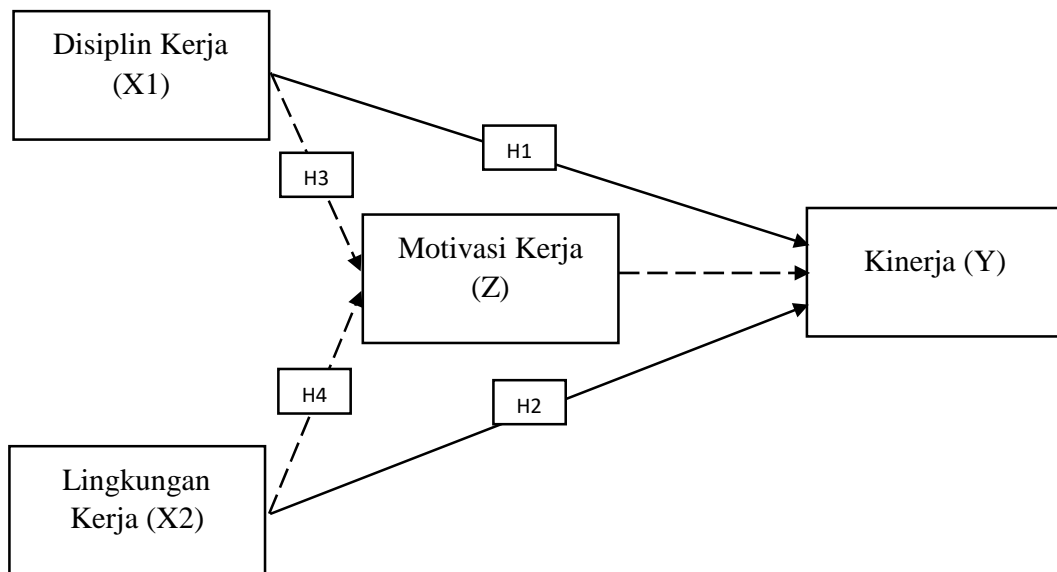 Disiplin Kerja
(X1)
H1
H3
Motivasi Kerja
(Z)
Kinerja (Y)
H4
H2
Lingkungan
Kerja (X2)